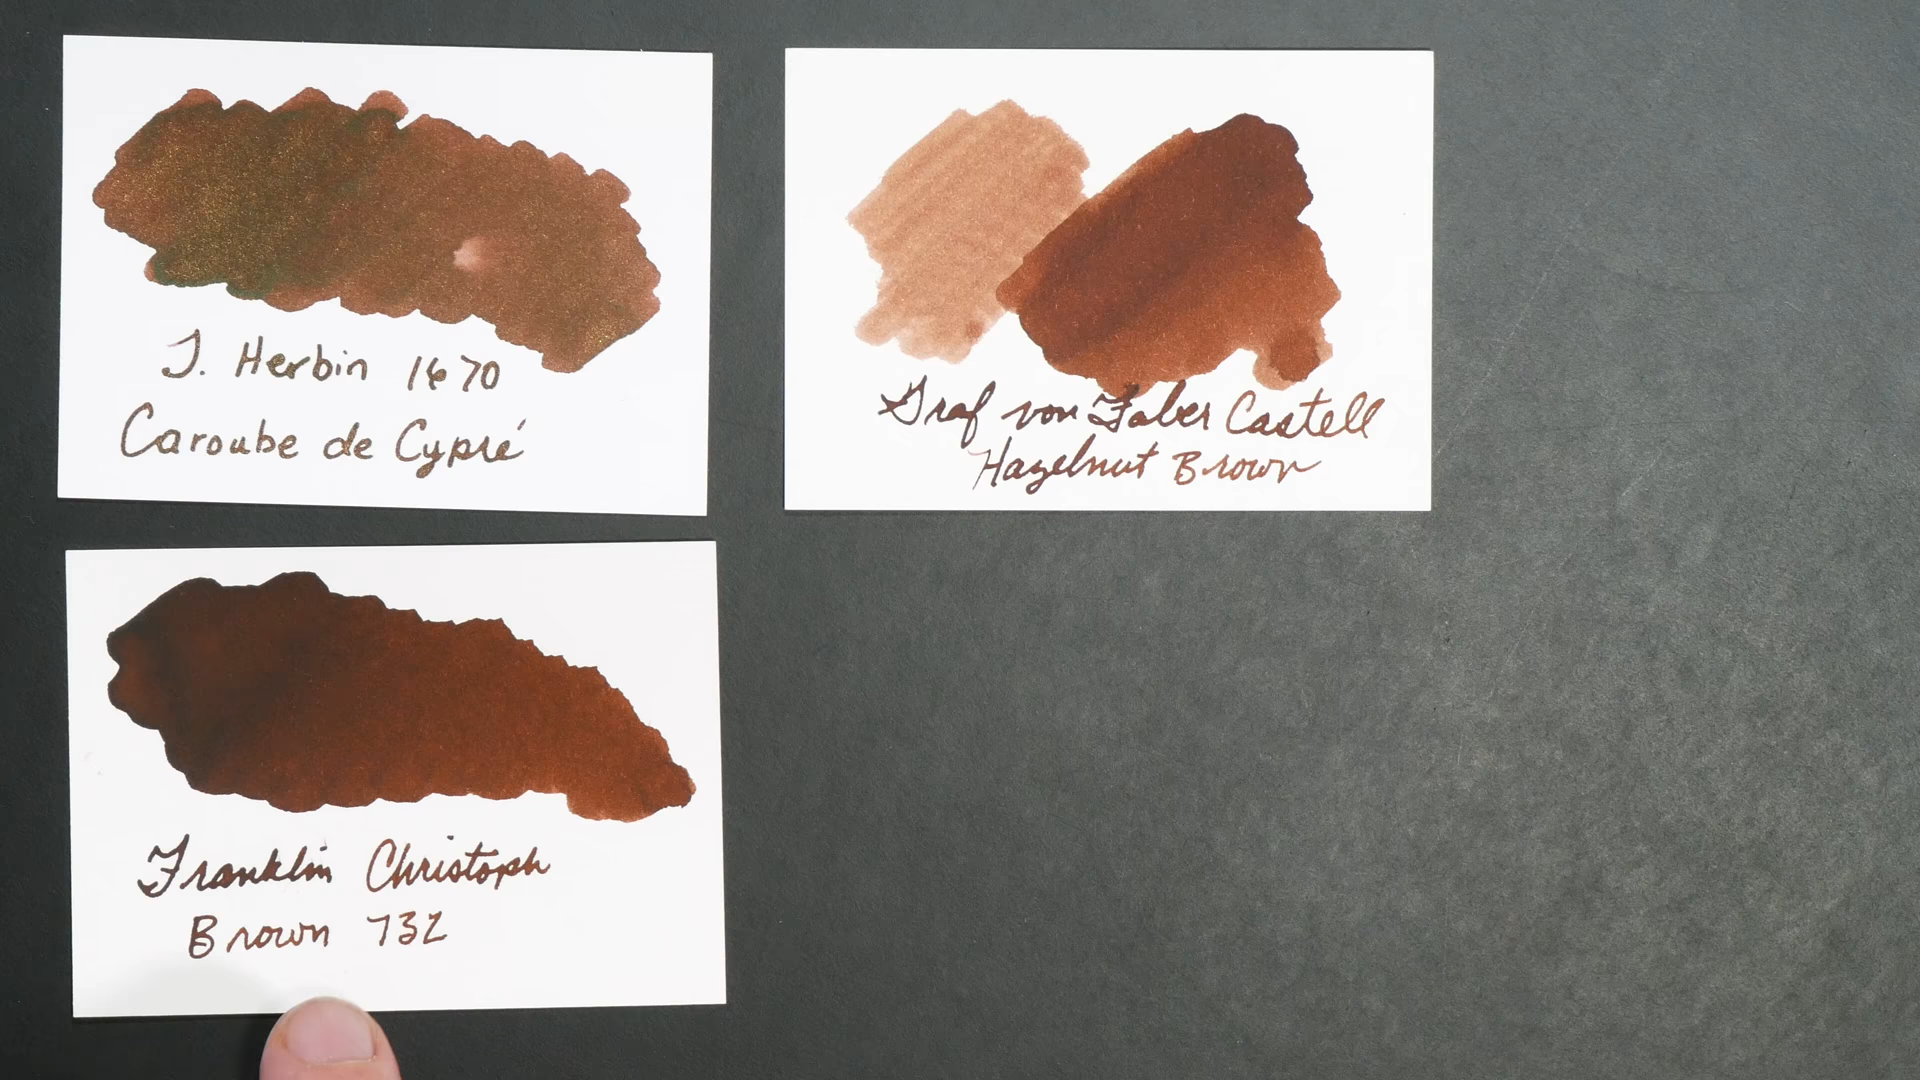 J. Herbin 1670
Caroube de Cypré
Graf von Faber Castell
Hazelnut Brown
Franklin Christoph
Brown 732